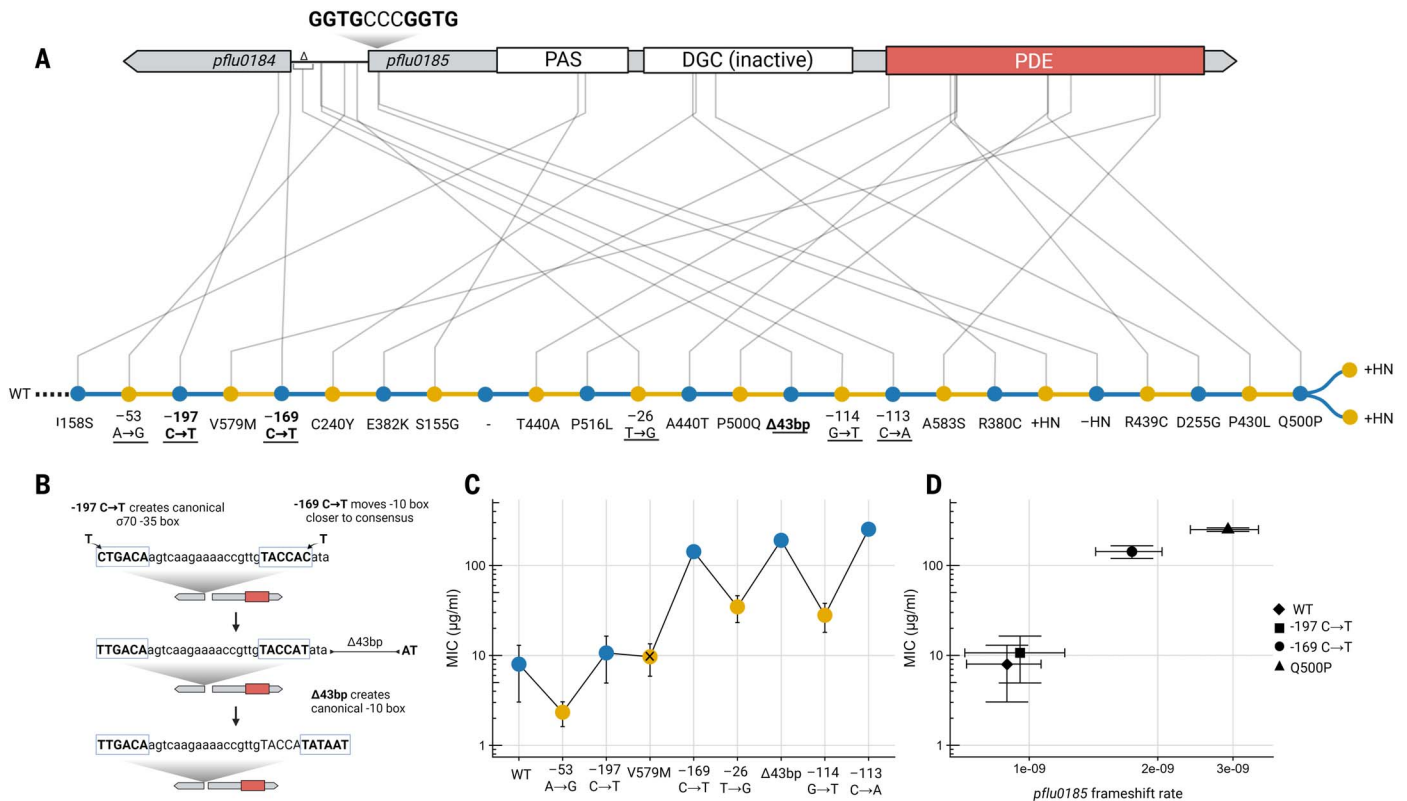 GGTGCCCGGTG
A
pflu0184
Δ
pflu0185
PAS
DGC (inactive)
PDE
WT
I158S
−53
A→G
−197
C→T
V579M
−169
C→T
C240Y
E382K
S155G
-
T440A
P516L
−26
T→G
A440T
P500Q
Δ43bp
−114
G→T
−113
C→A
A583S
R380C
+HN
−HN
R439C
D255G
P430L
Q500P
+HN
+HN
B
-197 C→T creates canonical
σ70 -35 box
-169 C→T moves -10 box
closer to consensus
T
T
CTGACAagtcaagaaaaccgttgTACCACata
TTGACAagtcaagaaaaccgttgTACCATata
Δ43bp
AT
Δ43bp creates
canonical -10 box
TTGACAagtcaagaaaaccgttgTACCATATAAT
C
MIC (μg/ml)
100
10
1
WT
−53
A→G
−197
C→T
V579M
−169
C→T
−26
T→G
Δ43bp
−114
G→T
−113
C→A
D
MIC (μg/ml)
100
10
1
1e-09
2e-09
3e-09
pflu0185 frameshift rate
WT
-197 C→T
-169 C→T
Q500P